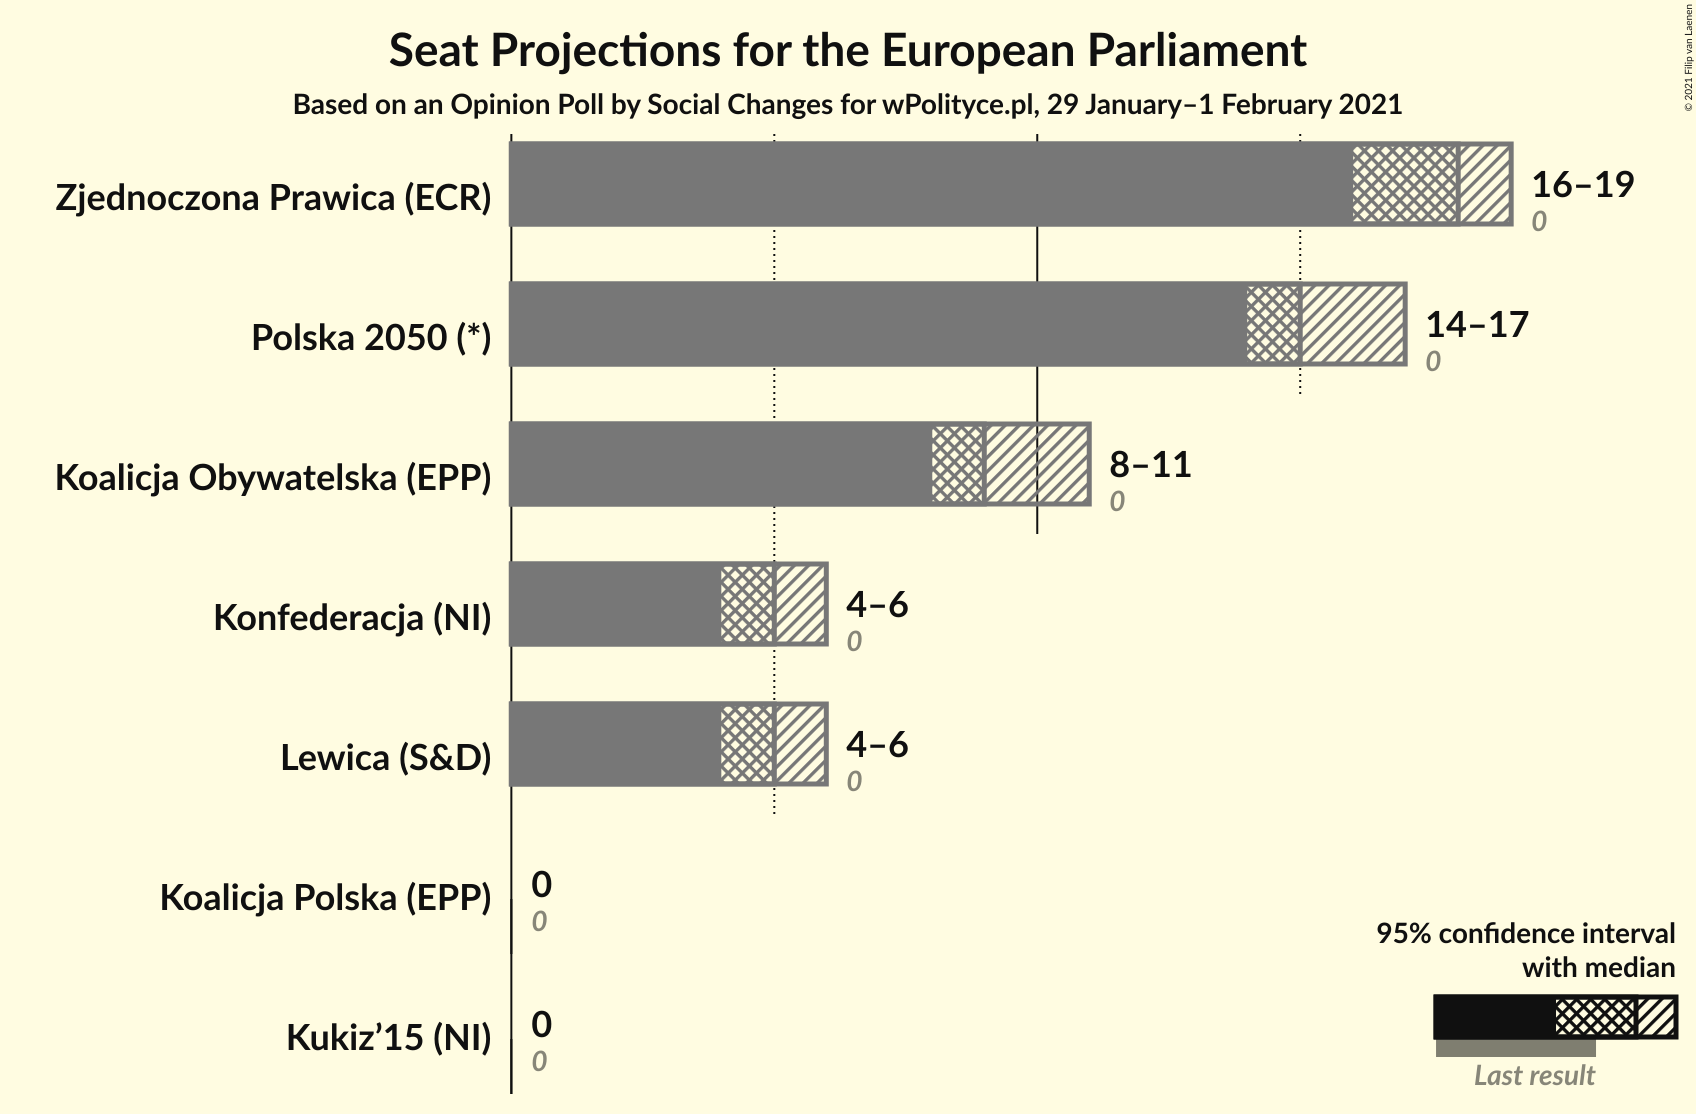 Seat Projections for the European Parliament
Based on an Opinion Poll by Social Changes for wPolityce.pl, 29 January–1 February 2021
© 2021 Filip van Laenen
Zjednoczona Prawica (ECR)
16–19
0
Polska 2050 (*)
14–17
0
Koalicja Obywatelska (EPP)
8–11
0
Konfederacja (NI)
4–6
0
Lewica (S&D)
4–6
0
Koalicja Polska (EPP)
0
0
Kukiz’15 (NI)
0
0
95% confidence interval
with median
Last result